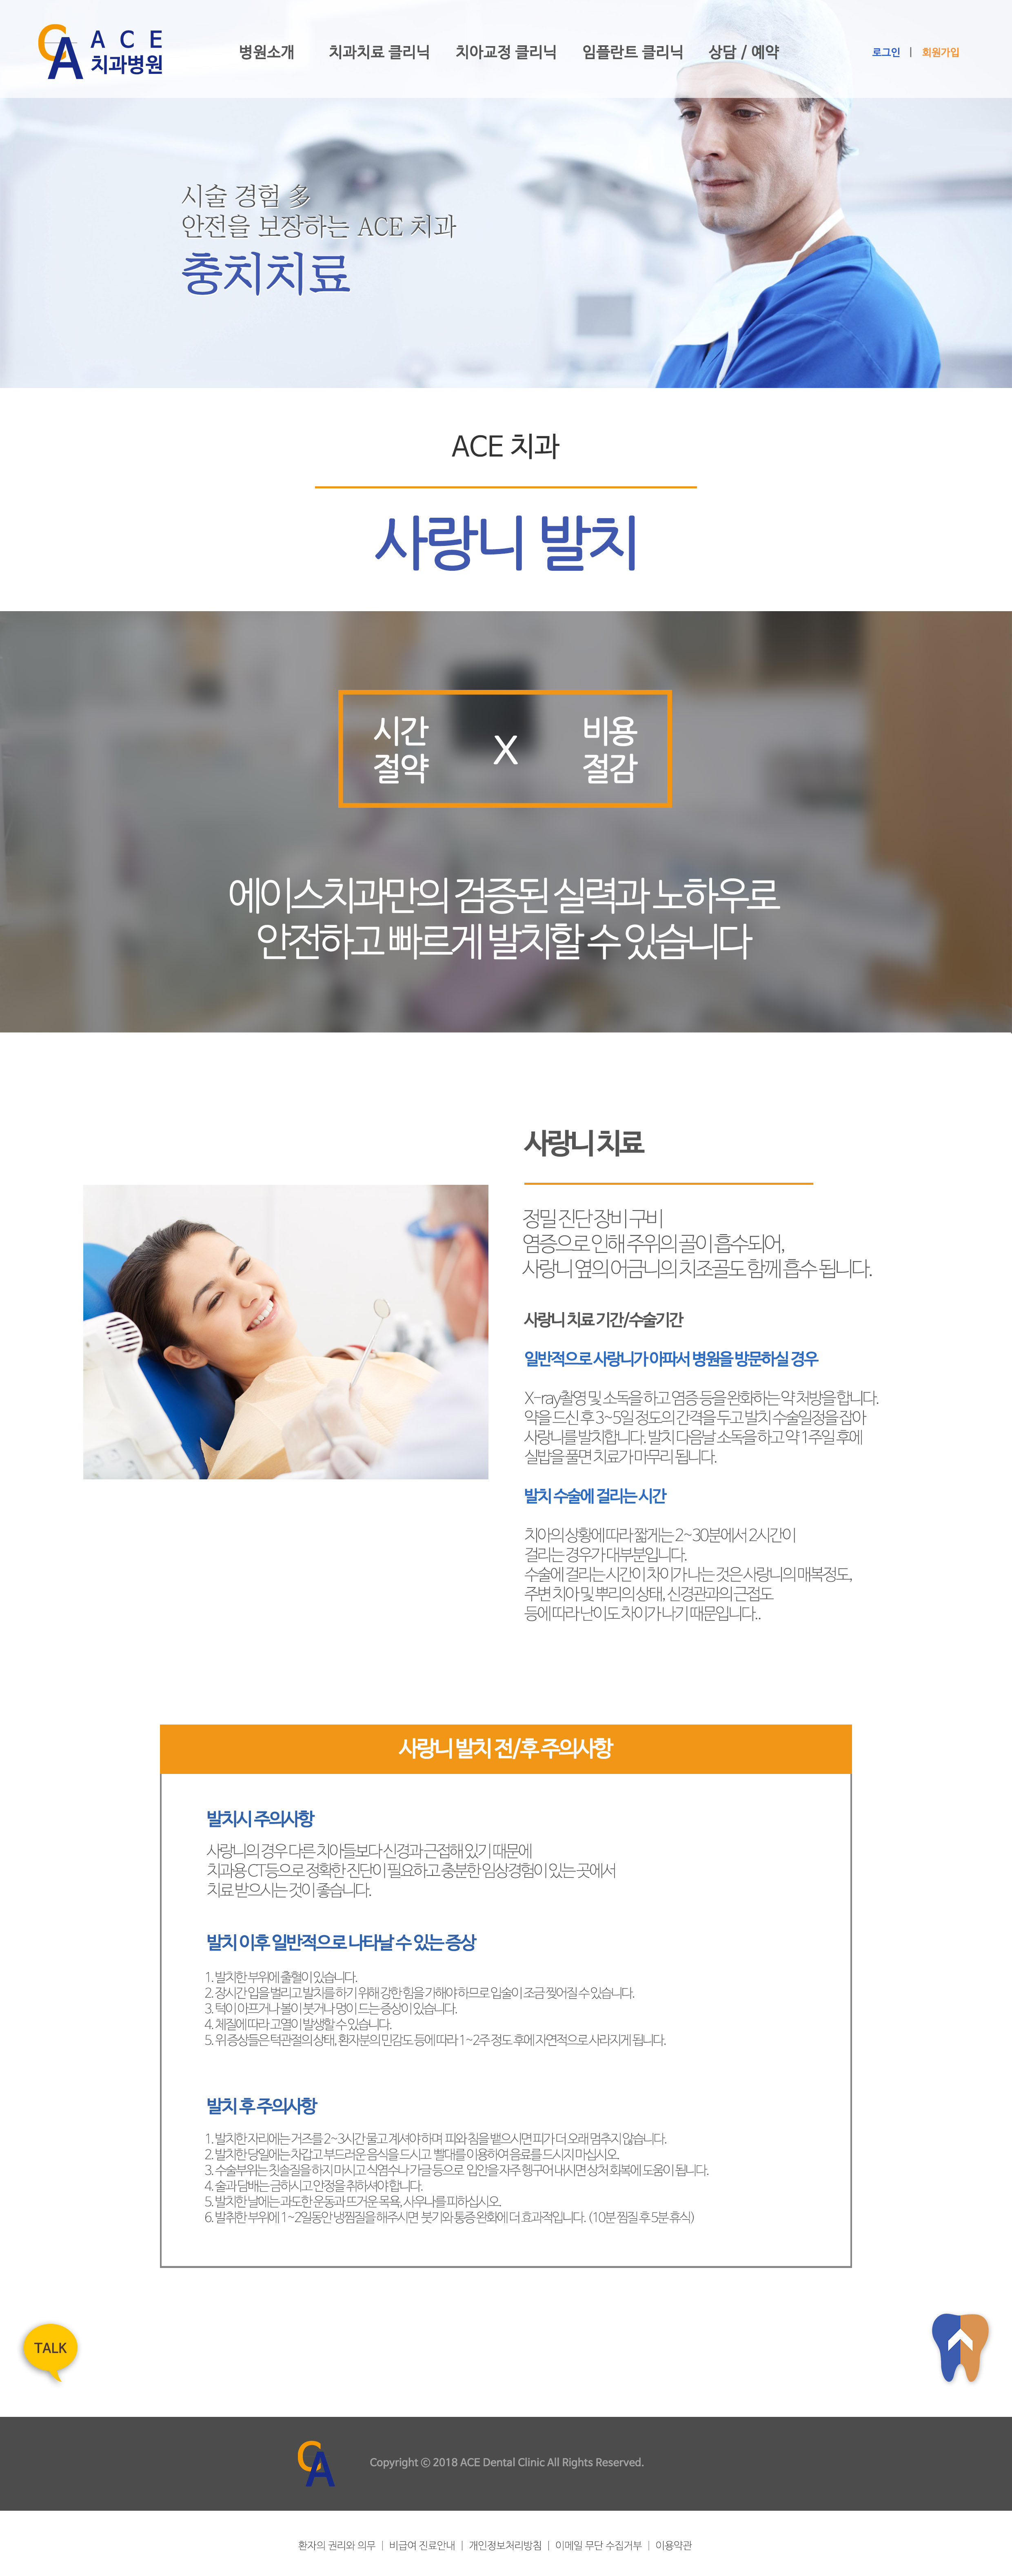 ACE
치과병원
병원소개 치과치료 클리닉 치아교정 클리닉 임플란트 클리닉 상담 / 예약
로그인 | 회원가입
시술 경험 多
안전을 보장하는 ACE 치과
충치치료
ACE 치과
사랑니 발치
시간 절약 X 비용 절감
에이스치과만의 검증된 실력과 노하우로
안전하고 빠르게 발치할 수 있습니다
사랑니 치료
정밀 진단 장비 구비
염증으로 인해 주위의 골이 흡수되어,
사랑니 옆의 어금니의 치조골도 함께 흡수 됩니다.
사랑니 치료 기간/수술기간
일반적으로 사랑니가 아파서 병원을 방문하실 경우
X-ray촬영 및 소독을 하고 염증 등을 완화하는 약 처방을 합니다.
약을 드신 후 3~5일 정도의 간격을 두고 발치 수술일정을 잡아
사랑니를 발치합니다. 발치 다음날 소독을 하고 약 1주일 후에
실밥을 풀면 치료가 마무리 됩니다.
발치 수술에 걸리는 시간
치아의 상황에 따라 짧게는 2~30분에서 2시간이
걸리는 경우가 대부분입니다.
수술에 걸리는 시간이 차이가 나는 것은 사랑니의 매복정도,
주변 치아 및 뿌리의 상태, 신경관과의 근접도
등에 따라 난이도 차이가 나기 때문입니다..
사랑니 발치 전/후 주의사항
발치시 주의사항
사랑니의 경우 다른 치아들보다 신경과 근접해 있기 때문에
치과용 CT등으로 정확한 진단이 필요하고 충분한 임상경험이 있는 곳에서
치료 받으시는 것이 좋습니다.
발치 이후 일반적으로 나타날 수 있는 증상
1. 발치한 부위에 출혈이 있습니다.
2. 장시간 입을 벌리고 발치를 하기 위해 강한 힘을 가해야 하므로 입술이 조금 찢어질 수 있습니다.
3. 턱이 아프거나 볼이 붓거나 멍이 드는 증상이 있습니다.
4. 체질에 따라 고열이 발생할 수 있습니다.
5. 위 증상들은 턱관절의 상태, 환자분의 민감도 등에 따라 1~2주 정도 후에 자연적으로 사라지게 됩니다.
발치 후 주의사항
1. 발치한 자리에는 거즈를 2~3시간 물고 계셔야 하며 피와 침을 뱉으시면 피가 더 오래 멈추지 않습니다.
2. 발치한 당일에는 차갑고 부드러운 음식을 드시고 빨대를 이용하여 음료를 드시지 마십시오.
3. 수술부위는 칫솔질을 하지 마시고 식염수나 가글 등으로 입안을 자주 헹구어 내시면 상처 회복에 도움이 됩니다.
4. 술과 담배는 금하시고 안정을 취하셔야 합니다.
5. 발치한 날에는 과도한 운동과 뜨거운 목욕, 사우나를 피하십시오.
6. 발취한 부위에 1~2일동안 냉찜질을 해주시면 붓기와 통증 완화에 더 효과적입니다. (10분 찜질 후 5분 휴식)
TALK
Copyright © 2018 ACE Dental Clinic All Rights Reserved.
환자의 권리와 의무 | 비급여 진료안내 | 개인정보처리방침 | 이메일 무단 수집거부 | 이용약관